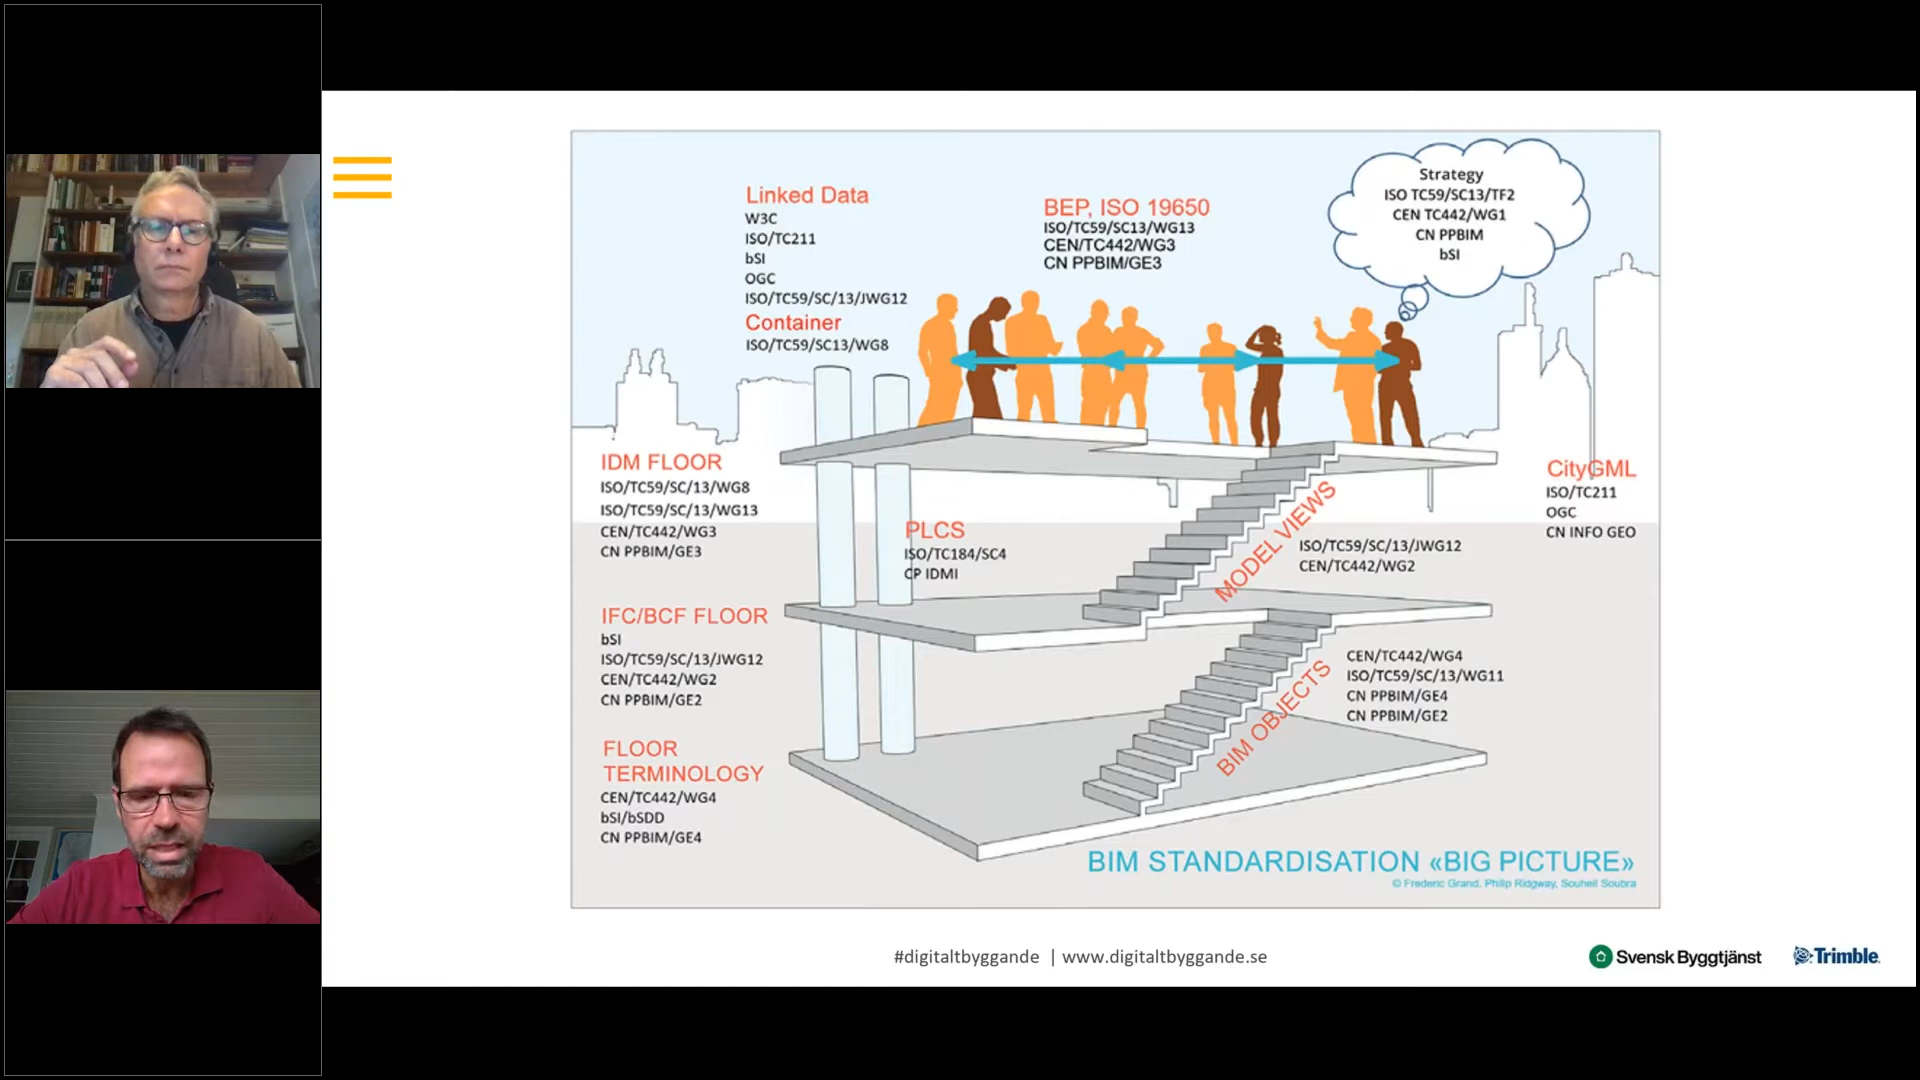 Linked Data
W3C
ISO/TC211
bSI
OGC
ISO/TC59/SC/13/JWG12
Container
ISO/TC59/SC13/WG8
BEP, ISO 19650
ISO/TC59/SC13/WG13
CEN/TC442/WG3
CN PPBIM/GE3
Strategy
ISO TC59/SC13/TF2
CEN TC442/WG1
CN PPBIM
bSI
IDM FLOOR
ISO/TC59/SC/13/WG8
ISO/TC59/SC/13/WG13
CEN/TC442/WG3
CN PPBIM/GE3
PLCS
ISO/TC184/SC4
CP IDMI
MODEL VIEWS
ISO/TC59/SC/13/JWG12
CEN/TC442/WG2
CityGML
ISO/TC211
OGC
CN INFO GEO
IFC/BCF FLOOR
bSI
ISO/TC59/SC/13/JWG12
CEN/TC442/WG2
CN PPBIM/GE2
BIM OBJECTS
CEN/TC442/WG4
ISO/TC59/SC/13/WG11
CN PPBIM/GE4
CN PPBIM/GE2
FLOOR
TERMINOLOGY
CEN/TC442/WG4
bSI/bSDD
CN PPBIM/GE4
BIM STANDARDISATION «BIG PICTURE»
© Frederic Grand, Philip Ridgway, Souheil Soubra
#digitaltbyggande | www.digitaltbyggande.se
Svensk Byggtjänst
Trimble